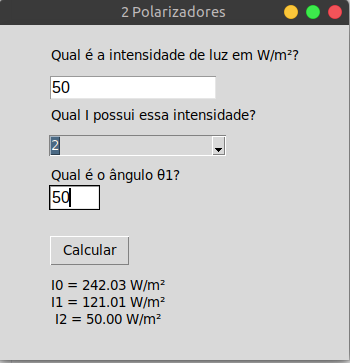 2 Polarizadores
Qual é a intensidade de luz em W/m²?
50
Qual I possui essa intensidade?
2
Qual é o ângulo θ1?
50
Calcular
I0 = 242.03 W/m²
I1 = 121.01 W/m²
I2 = 50.00 W/m²